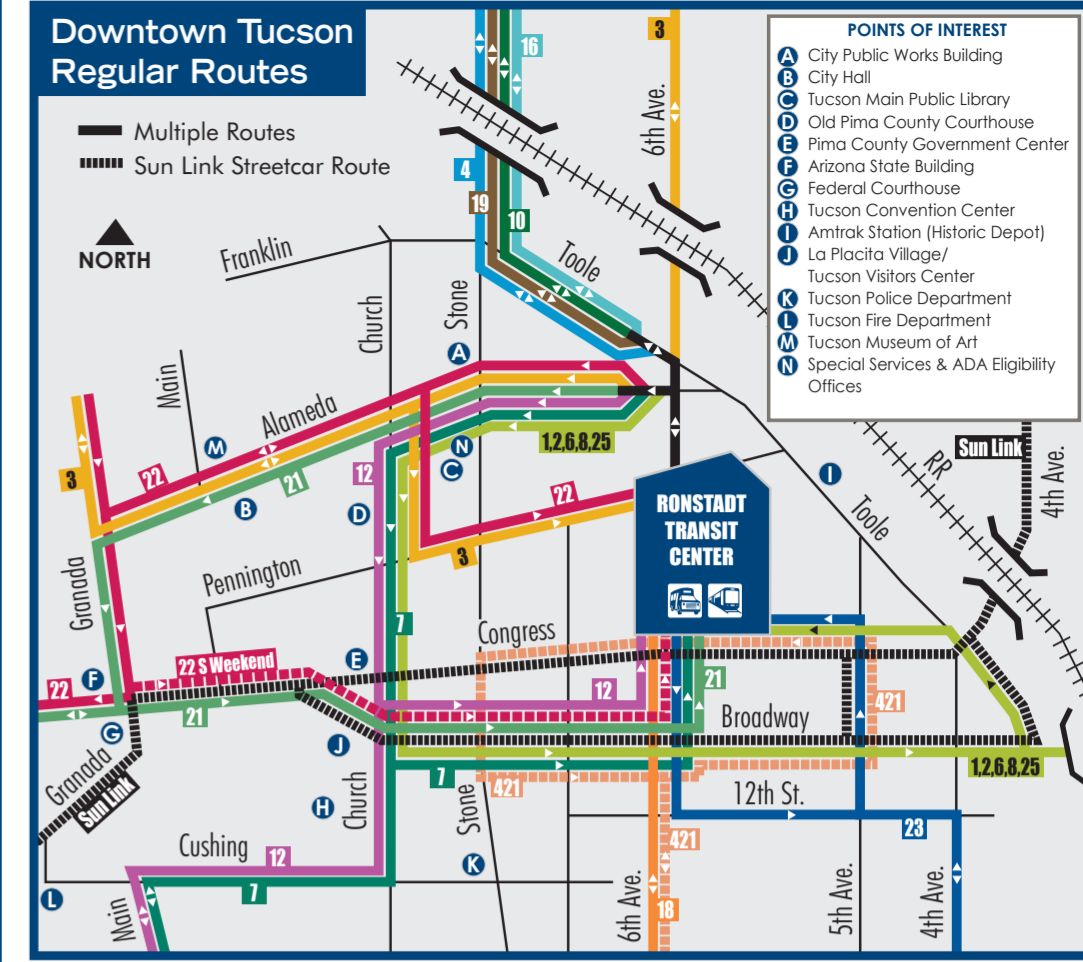 Downtown Tucson
Regular Routes
Multiple Routes
Sun Link Streetcar Route
NORTH
POINTS OF INTEREST
A City Public Works Building
B City Hall
C Tucson Main Public Library
D Old Pima County Courthouse
E Pima County Government Center
F Arizona State Building
G Federal Courthouse
H Tucson Convention Center
I Amtrak Station (Historic Depot)
J La Placita Village/
Tucson Visitors Center
K Tucson Police Department
L Tucson Fire Department
M Tucson Museum of Art
N Special Services & ADA Eligibility
Offices
16
3
6th Ave.
4
19
10
Franklin
Toole
Church
Stone
A
Main
Alameda
M
N
C
1,2,6,8,25
Sun Link
RR
4th Ave.
3
22
21
12
B
D
22
3
I
Toole
RONSTADT
TRANSIT
CENTER
Granada
Pennington
7
Congress
22 S Weekend
E
F
22
21
12
21
421
Broadway
G
J
Granada
Sun Link
7
421
1,2,6,8,25
H
Church
Stone
12th St.
23
421
Cushing
12
7
K
L
Main
6th Ave.
18
5th Ave.
4th Ave.